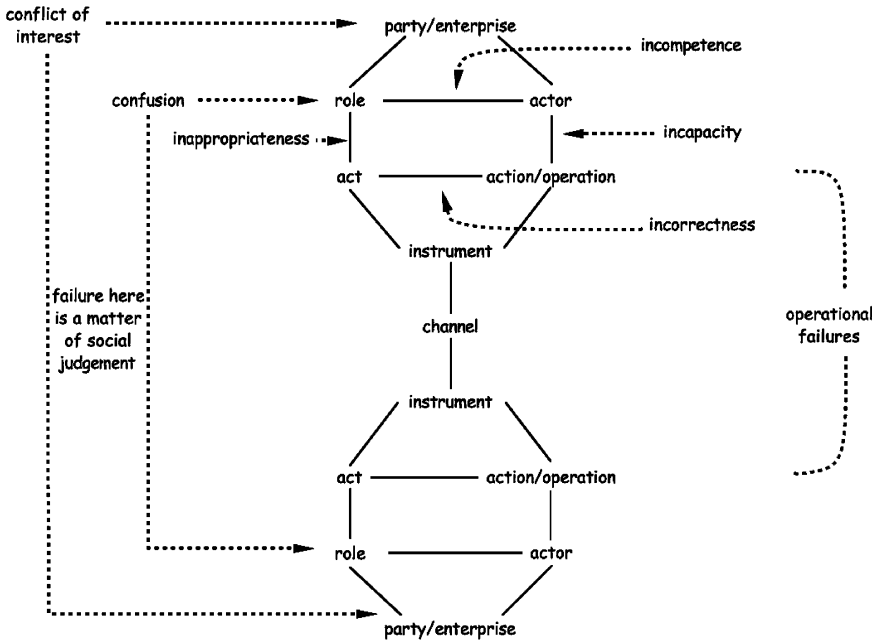 conflict of
interest
party/enterprise
incompetence
confusion
role
actor
inappropriateness
incapacity
act
action/operation
incorrectness
instrument
failure here
is a matter
of social
judgement
channel
operational
failures
instrument
act
action/operation
role
actor
party/enterprise